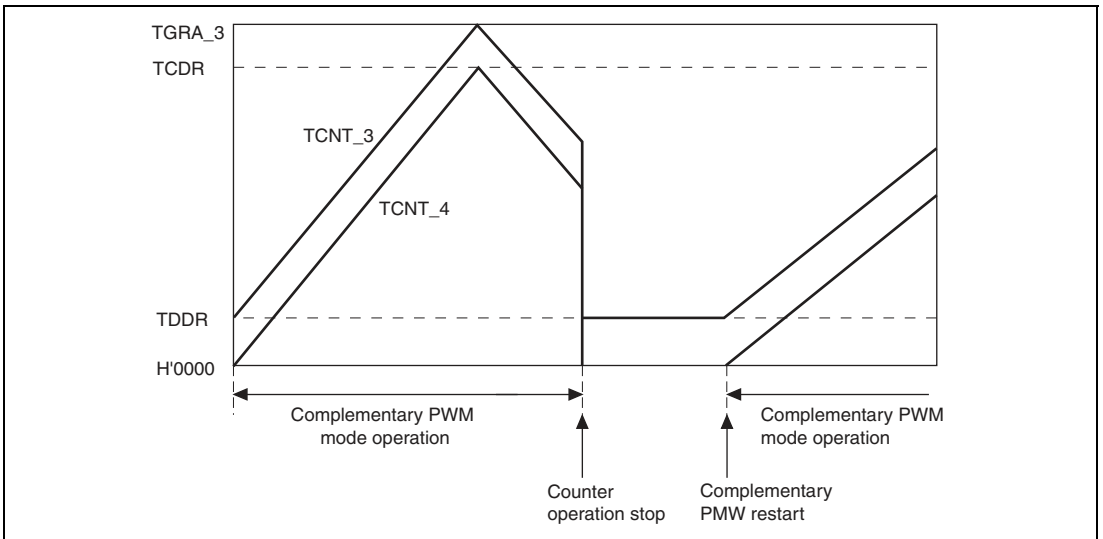 TGRA_3
TCDR
TCNT_3
TCNT_4
TDDR
H'0000
Complementary PWM
mode operation
Complementary PWM
mode operation
Counter
operation stop
Complementary
PMW restart